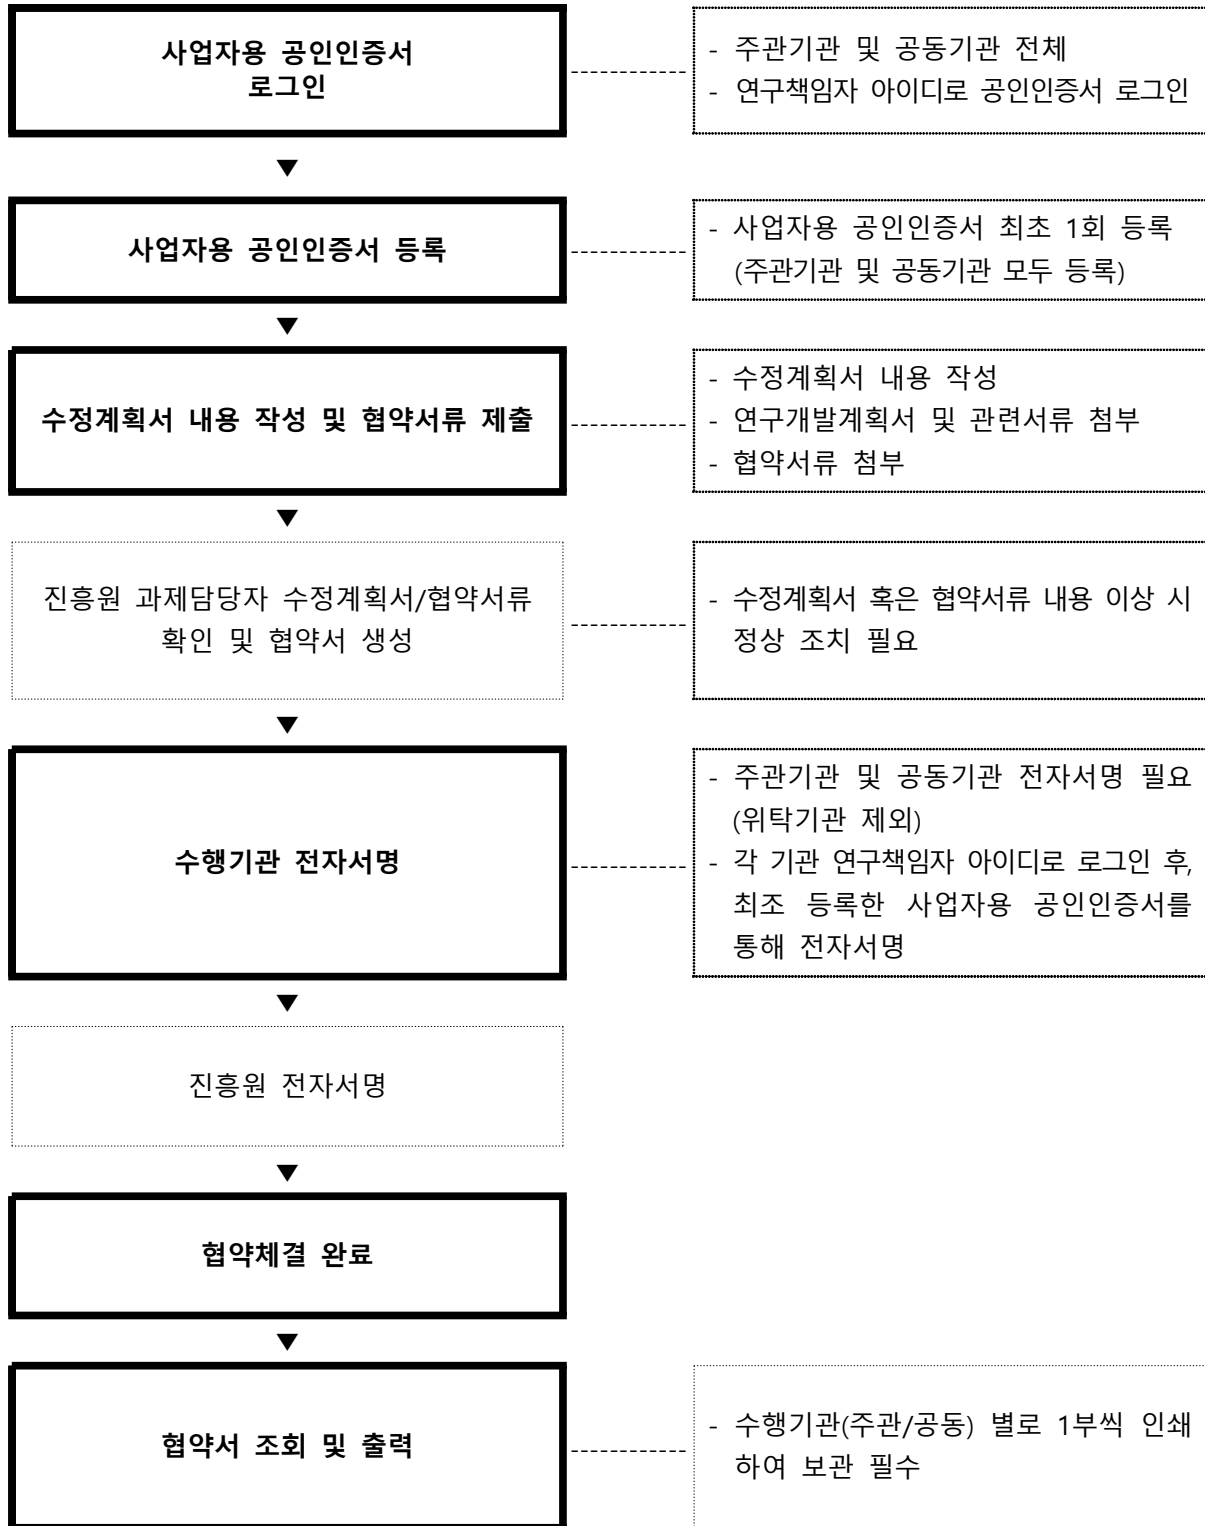 사업자용 공인인증서
로그인
- 주관기관 및 공동기관 전체
- 연구책임자 아이디로 공인인증서 로그인
▼
사업자용 공인인증서 등록
- 사업자용 공인인증서 최초 1회 등록
(주관기관 및 공동기관 모두 등록)
▼
수정계획서 내용 작성 및 협약서류 제출
- 수정계획서 내용 작성
- 연구개발계획서 및 관련서류 첨부
- 협약서류 첨부
▼
진흥원 과제담당자 수정계획서/협약서류
확인 및 협약서 생성
- 수정계획서 혹은 협약서류 내용 이상 시
정상 조치 필요
▼
수행기관 전자서명
- 주관기관 및 공동기관 전자서명 필요
(위탁기관 제외)
- 각 기관 연구책임자 아이디로 로그인 후,
최조 등록한 사업자용 공인인증서를
통해 전자서명
▼
진흥원 전자서명
▼
협약체결 완료
▼
협약서 조회 및 출력
- 수행기관(주관/공동) 별로 1부씩 인쇄
하여 보관 필수